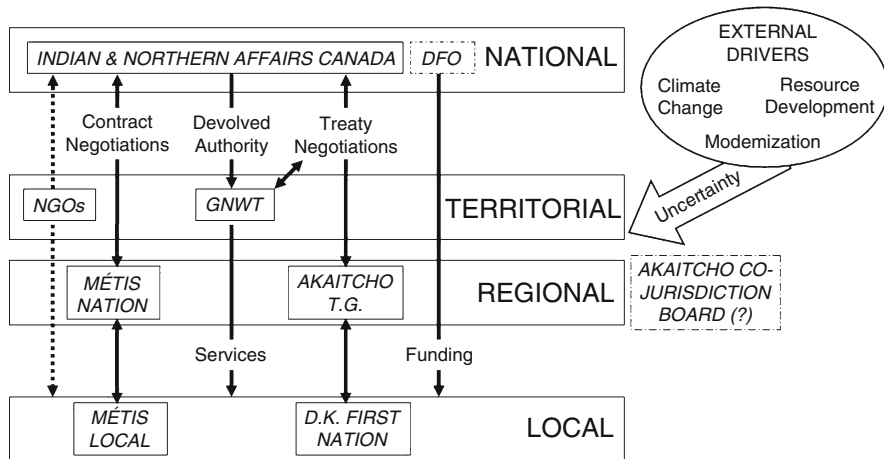 INDIAN & NORTHERN AFFAIRS CANADA
DFO
NATIONAL
EXTERNAL
DRIVERS
Climate
Change
Resource
Development
Modemization
Contract
Negotiations
Devolved
Authority
Treaty
Negotiations
Uncertainty
NGOs
GNWT
TERRITORIAL
MÉTIS
NATION
AKAITCHO
T.G.
REGIONAL
AKAITCHO CO-
JURISDICTION
BOARD (?)
Services
Funding
MÉTIS
LOCAL
D.K. FIRST
NATION
LOCAL